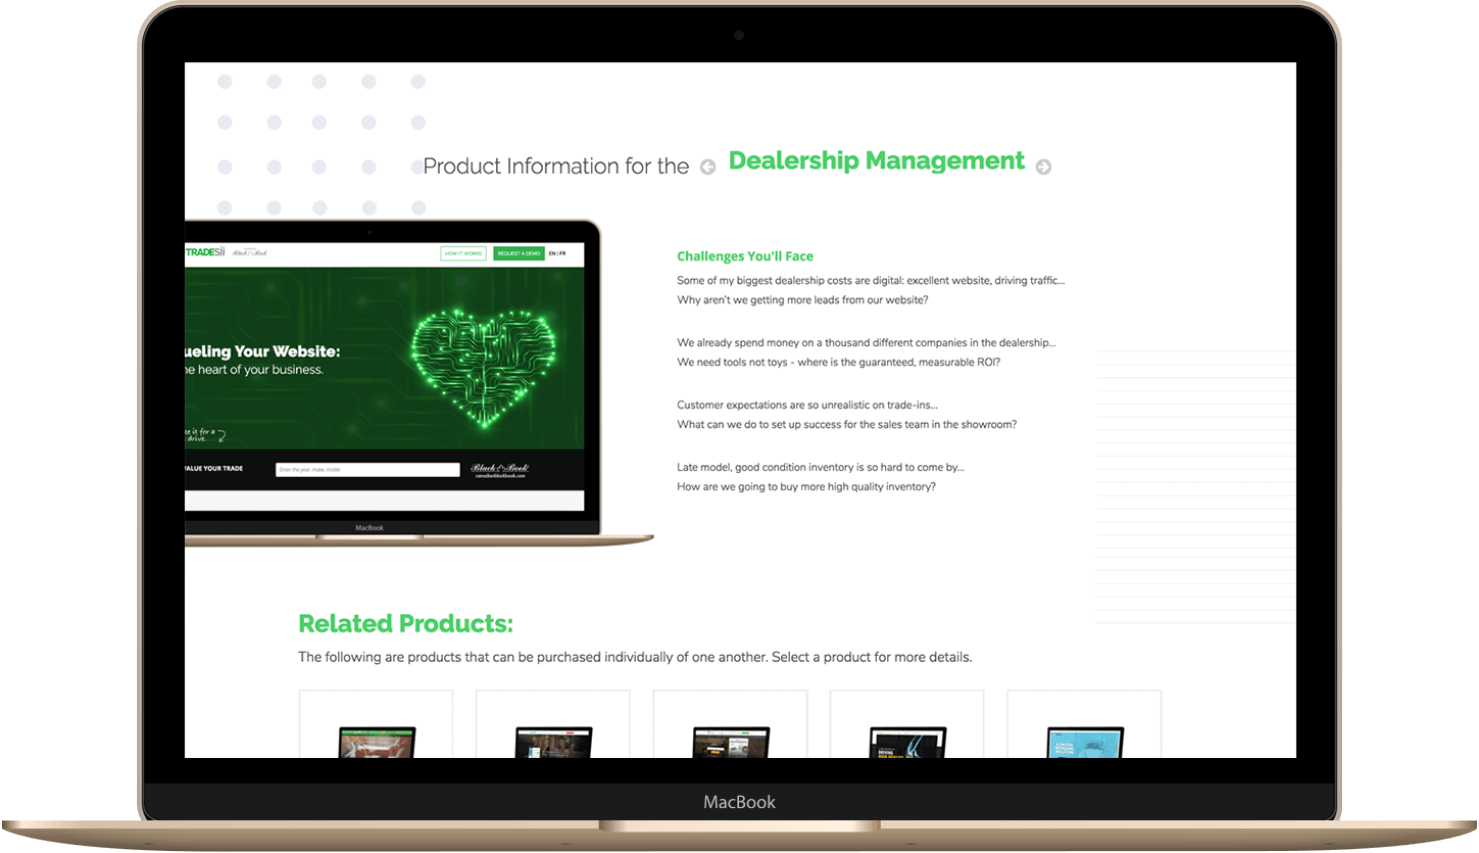 Product Information for the Dealership Management
TRADESii
Black Book
HOW IT WORKS
REQUEST A DEMO
EN | FR
ueling Your Website:
he heart of your business.
e it for a
drive.
ALUE YOUR TRADE
Enter the year, make, model
Black Book
canadianblackbook.com
MacBook
Challenges You'll Face
Some of my biggest dealership costs are digital: excellent website, driving traffic...
Why aren't we getting more leads from our website?
We already spend money on a thousand different companies in the dealership...
We need tools not toys - where is the guaranteed, measurable ROI?
Customer expectations are so unrealistic on trade-ins...
What can we do to set up success for the sales team in the showroom?
Late model, good condition inventory is so hard to come by...
How are we going to buy more high quality inventory?
Related Products:
The following are products that can be purchased individually of one another. Select a product for more details.
MacBook